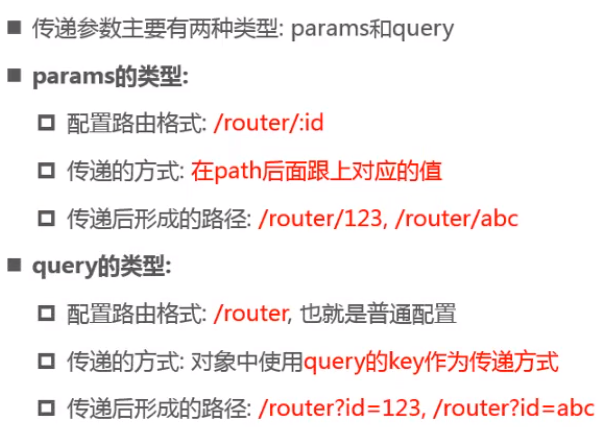 传递参数主要有两种类型: params和query
params的类型:
配置路由格式: /router/:id
传递的方式: 在path后面跟上对应的值
传递后形成的路径: /router/123, /router/abc
query的类型:
配置路由格式: /router, 也就是普通配置
传递的方式: 对象中使用query的key作为传递方式
传递后形成的路径: /router?id=123, /router?id=abc